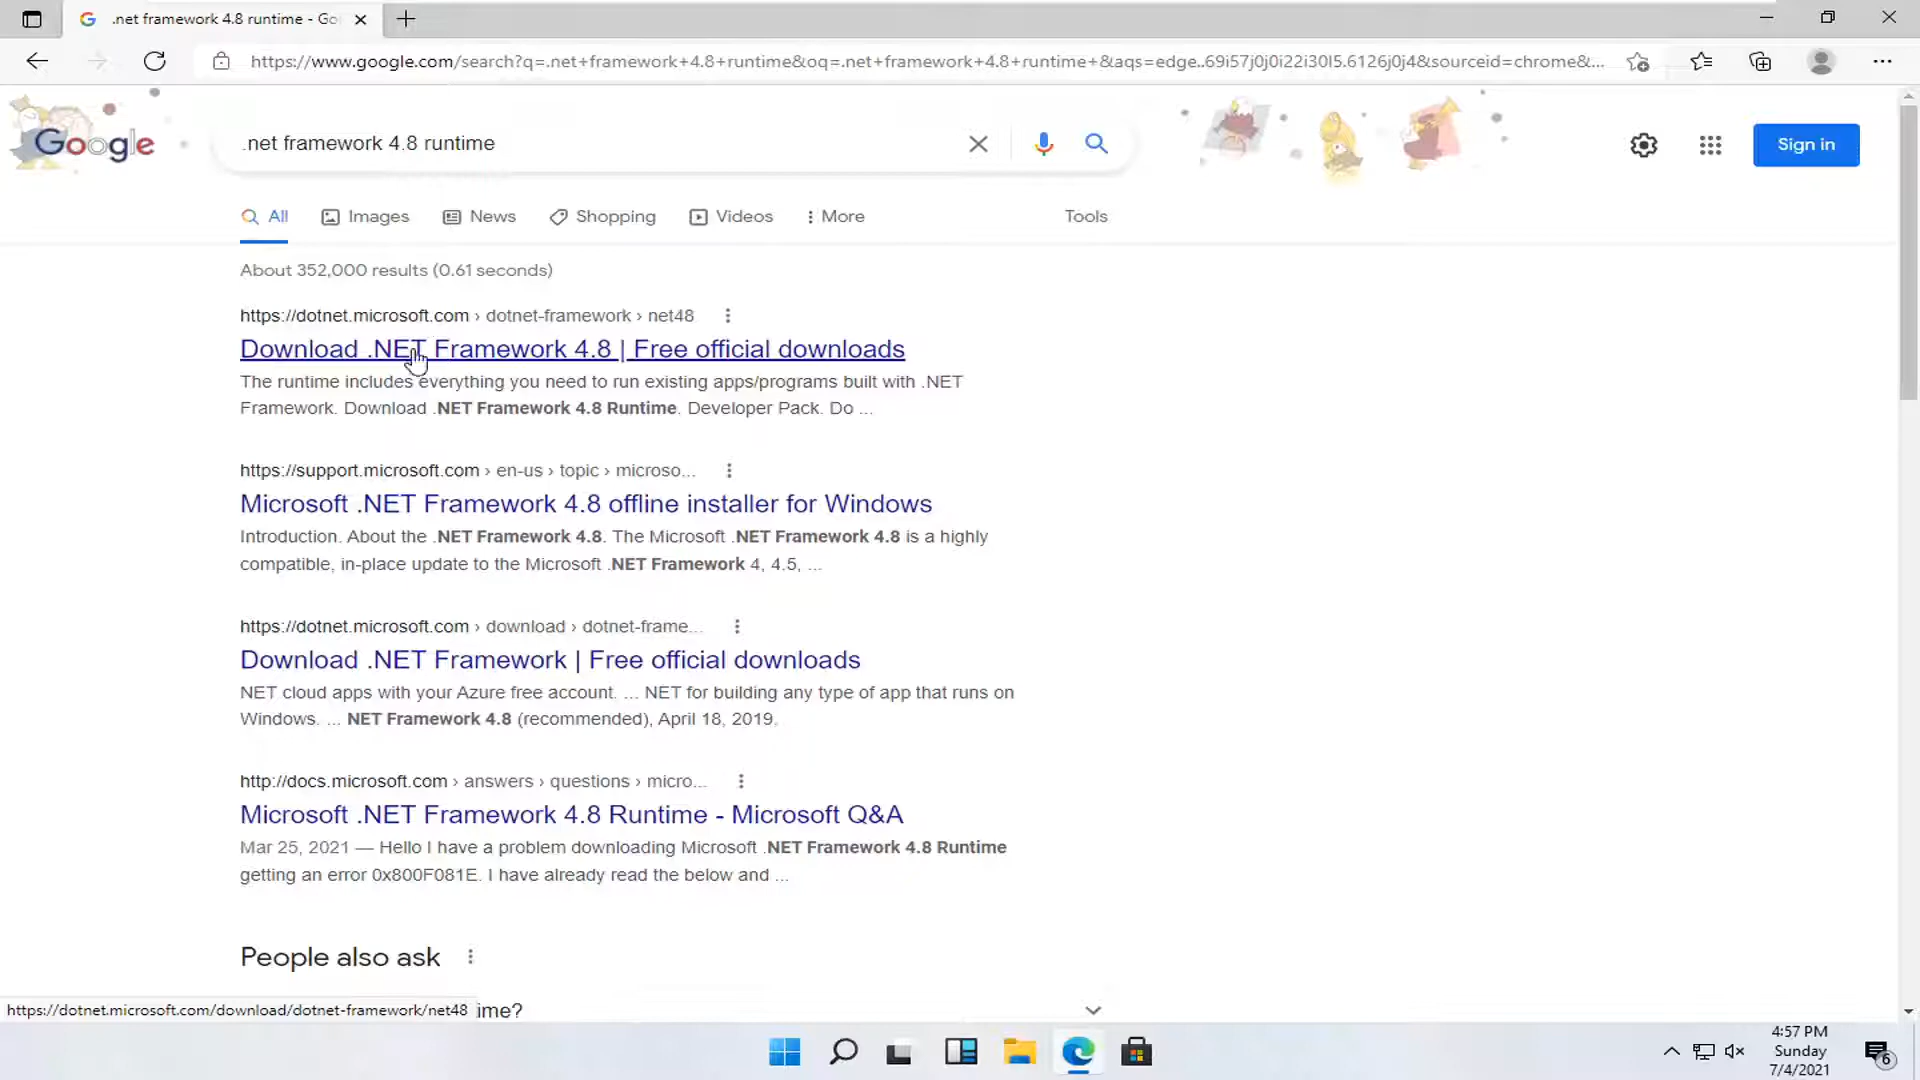 .net framework 4.8 runtime - Go
https://www.google.com/search?q=.net+framework+4.8+runtime&oq=.net+framework+4.8+runtime+&aqs=edge..69i57j0j0i22i30l5.6126j0j4&sourceid=chrome&...
Google
.net framework 4.8 runtime
Sign in
All Images News Shopping Videos More Tools
About 352,000 results (0.61 seconds)
https://dotnet.microsoft.com › dotnet-framework › net48
Download .NET Framework 4.8 | Free official downloads
The runtime includes everything you need to run existing apps/programs built with .NET
Framework. Download .NET Framework 4.8 Runtime. Developer Pack. Do ...
https://support.microsoft.com › en-us › topic › microso...
Microsoft .NET Framework 4.8 offline installer for Windows
Introduction. About the .NET Framework 4.8. The Microsoft .NET Framework 4.8 is a highly
compatible, in-place update to the Microsoft .NET Framework 4, 4.5, ...
https://dotnet.microsoft.com › download › dotnet-frame...
Download .NET Framework | Free official downloads
NET cloud apps with your Azure free account. ... NET for building any type of app that runs on
Windows. ... NET Framework 4.8 (recommended), April 18, 2019.
http://docs.microsoft.com › answers › questions › micro...
Microsoft .NET Framework 4.8 Runtime - Microsoft Q&A
Mar 25, 2021 — Hello I have a problem downloading Microsoft .NET Framework 4.8 Runtime
getting an error 0x800F081E. I have already read the below and ...
People also ask
https://dotnet.microsoft.com/download/dotnet-framework/net48 ime?
4:57 PM
Sunday
7/4/2021
6